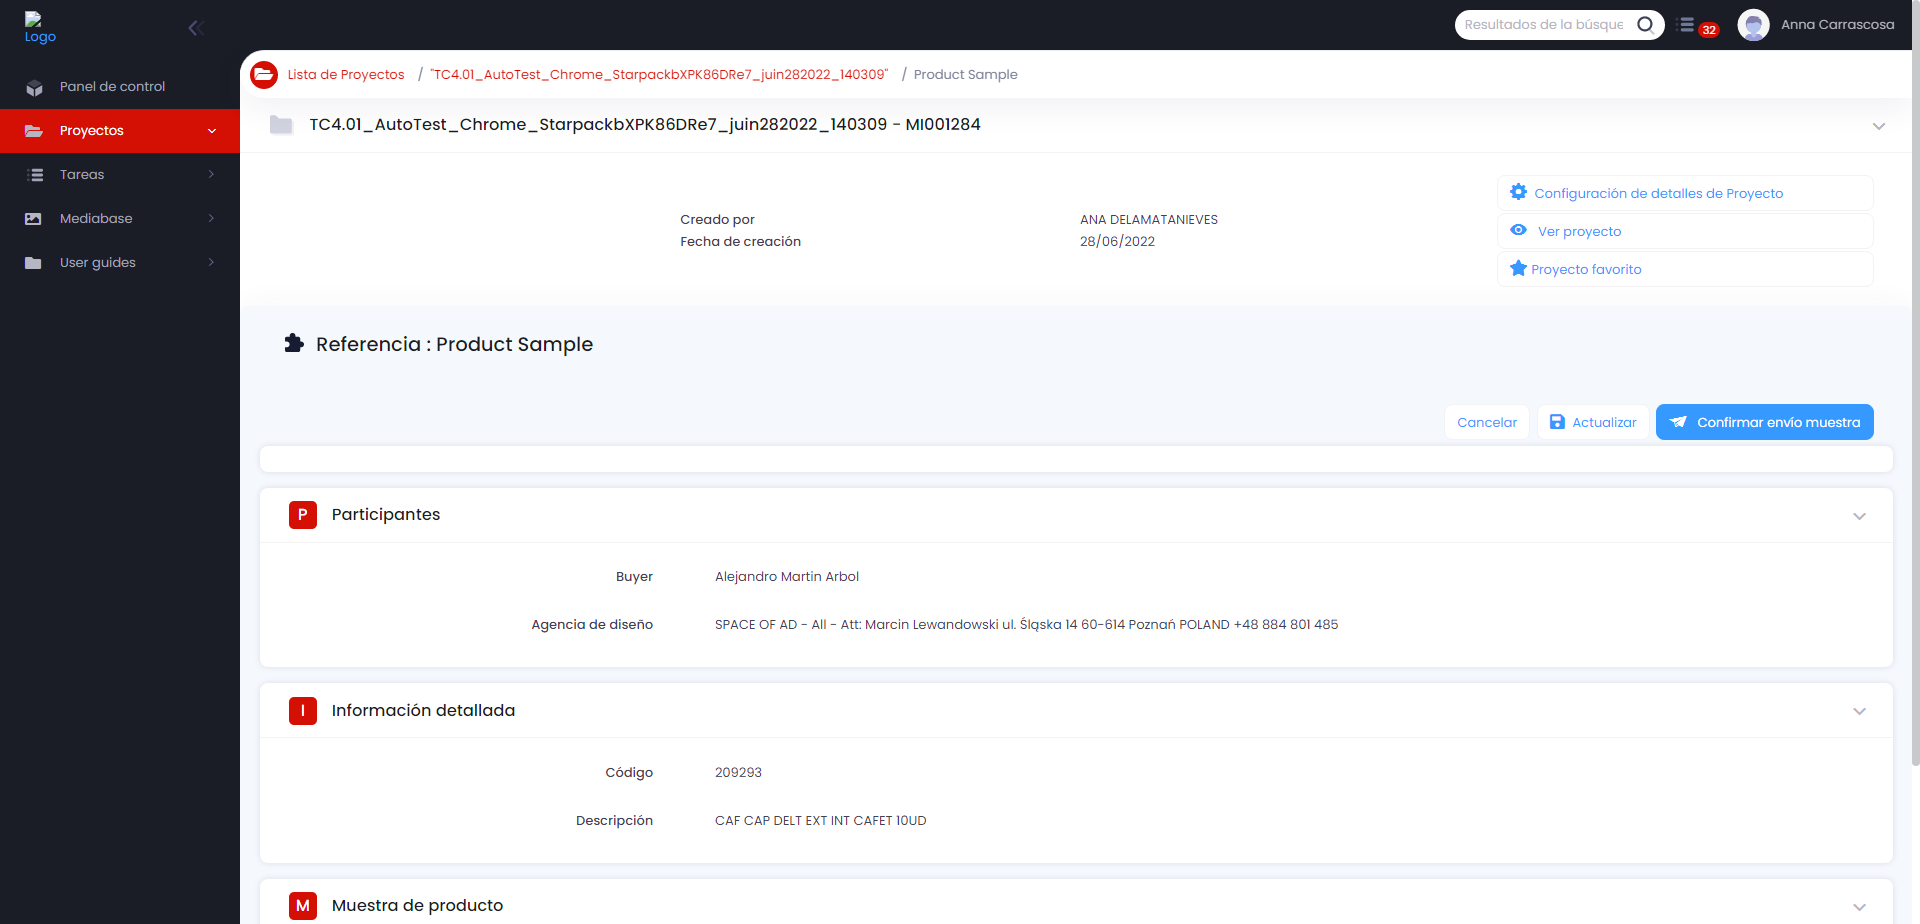 Logo
Resultados de la búsque
32
Anna Carrascosa
Panel de control
Proyectos
Tareas
Mediabase
User guides
Lista de Proyectos / "TC4.01_AutoTest_Chrome_StarpackbXPK86DRe7_juin282022_140309" / Product Sample
TC4.01_AutoTest_Chrome_StarpackbXPK86DRe7_juin282022_140309 - MI001284
Creado por ANA DELAMATANIEVES
Fecha de creación 28/06/2022
Configuración de detalles de Proyecto
Ver proyecto
Proyecto favorito
Referencia : Product Sample
Cancelar Actualizar Confirmar envío muestra
P Participantes
Buyer Alejandro Martin Arbol
Agencia de diseño SPACE OF AD - All - Att: Marcin Lewandowski ul. Śląska 14 60-614 Poznań POLAND +48 884 801 485
I Información detallada
Código 209293
Descripción CAF CAP DELT EXT INT CAFET 10UD
M Muestra de producto